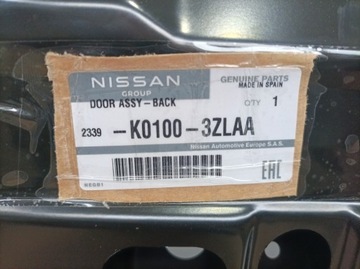 NISSAN
GROUP
GENUINE PARTS
MADE IN SPAIN
DOOR ASSY-BACK
QTY 1
2339 -K0100-3ZLAA
Nissan Automotive Europe S.A.S.
EAC